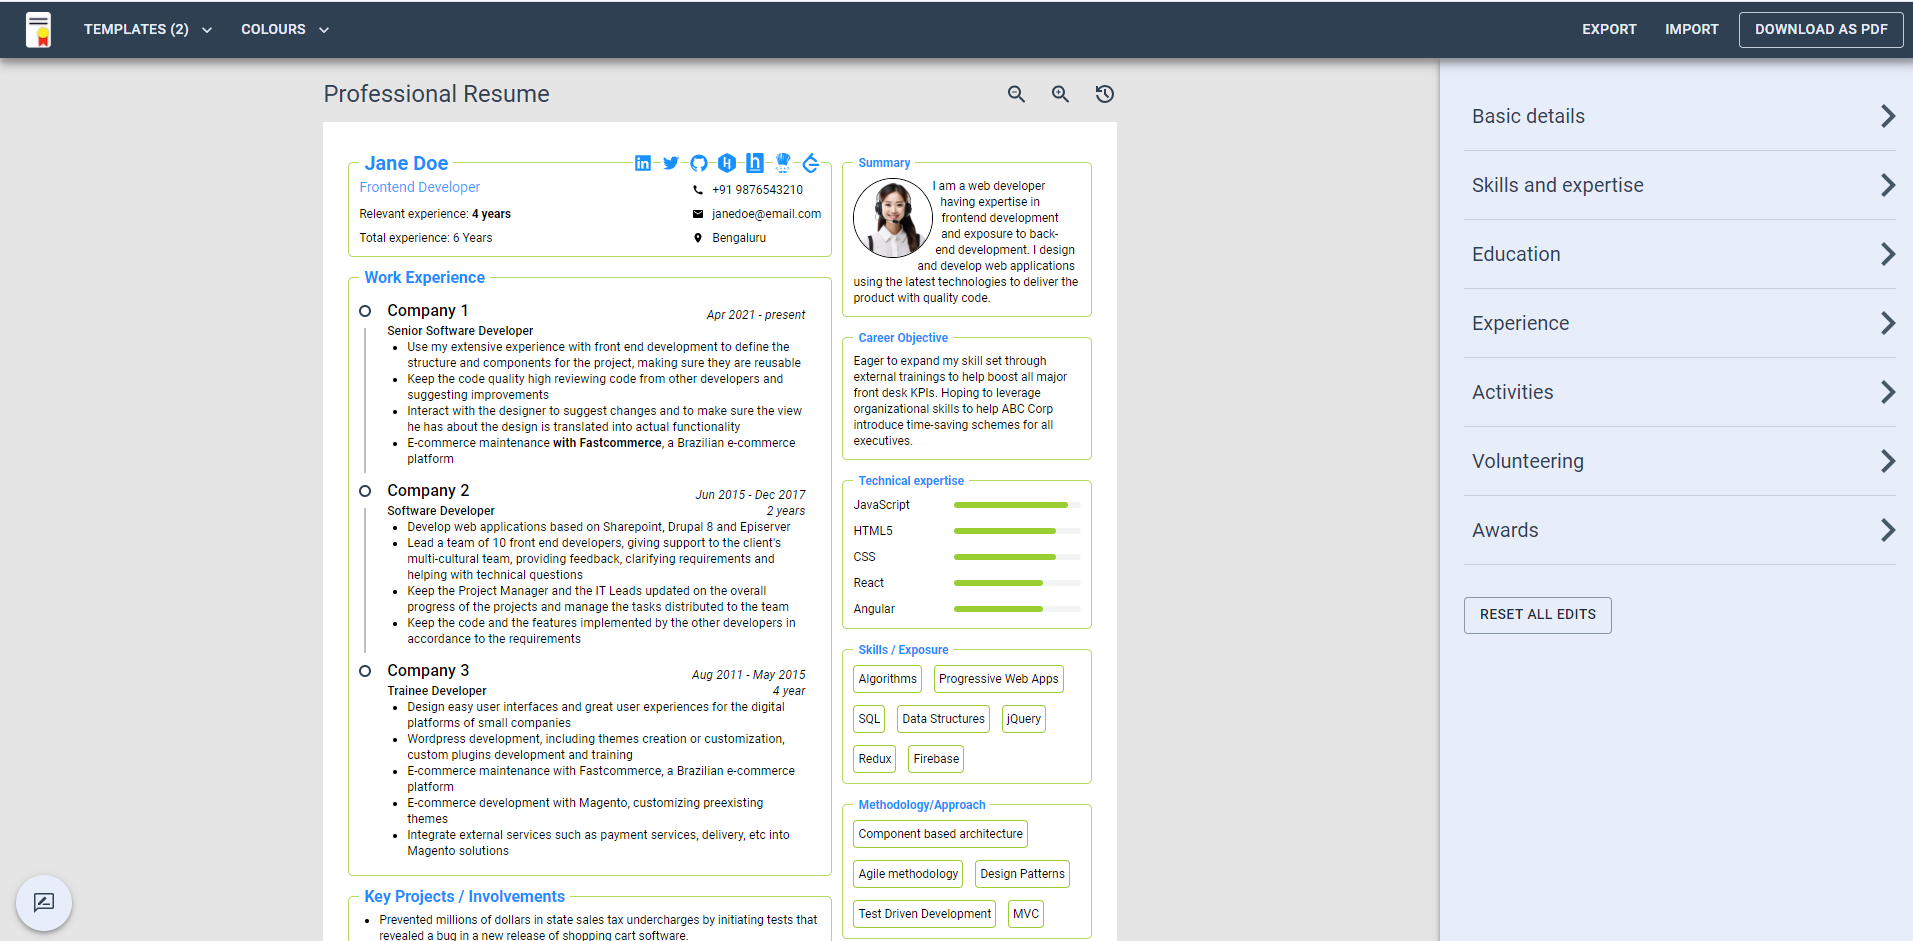 TEMPLATES (2)
COLOURS
EXPORT
IMPORT
DOWNLOAD AS PDF
Professional Resume
Jane Doe
Frontend Developer
Relevant experience: 4 years
Total experience: 6 Years
+91 9876543210
janedoe@email.com
Bengaluru
Work Experience
Company 1
Apr 2021 - present
Senior Software Developer
Use my extensive experience with front end development to define the
structure and components for the project, making sure they are reusable
Keep the code quality high reviewing code from other developers and
suggesting improvements
Interact with the designer to suggest changes and to make sure the view
he has about the design is translated into actual functionality
E-commerce maintenance with Fastcommerce, a Brazilian e-commerce
platform
Company 2
Jun 2015 - Dec 2017
Software Developer
2 years
Develop web applications based on Sharepoint, Drupal 8 and Episerver
Lead a team of 10 front end developers, giving support to the client's
multi-cultural team, providing feedback, clarifying requirements and
helping with technical questions
Keep the Project Manager and the IT Leads updated on the overall
progress of the projects and manage the tasks distributed to the team
Keep the code and the features implemented by the other developers in
accordance to the requirements
Company 3
Aug 2011 - May 2015
Trainee Developer
4 year
Design easy user interfaces and great user experiences for the digital
platforms of small companies
Wordpress development, including themes creation or customization,
custom plugins development and training
E-commerce maintenance with Fastcommerce, a Brazilian e-commerce
platform
E-commerce development with Magento, customizing preexisting
themes
Integrate external services such as payment services, delivery, etc into
Magento solutions
Key Projects / Involvements
Prevented millions of dollars in state sales tax undercharges by initiating tests that
revealed a bug in a new release of shopping cart software.
Summary
I am a web developer
having expertise in
frontend development
and exposure to back-
end development. I design
and develop web applications
using the latest technologies to deliver the
product with quality code.
Career Objective
Eager to expand my skill set through
external trainings to help boost all major
front desk KPIs. Hoping to leverage
organizational skills to help ABC Corp
introduce time-saving schemes for all
executives.
Technical expertise
JavaScript
HTML5
CSS
React
Angular
Skills / Exposure
Algorithms
Progressive Web Apps
SQL
Data Structures
jQuery
Redux
Firebase
Methodology/Approach
Component based architecture
Agile methodology
Design Patterns
Test Driven Development
MVC
Basic details
Skills and expertise
Education
Experience
Activities
Volunteering
Awards
RESET ALL EDITS